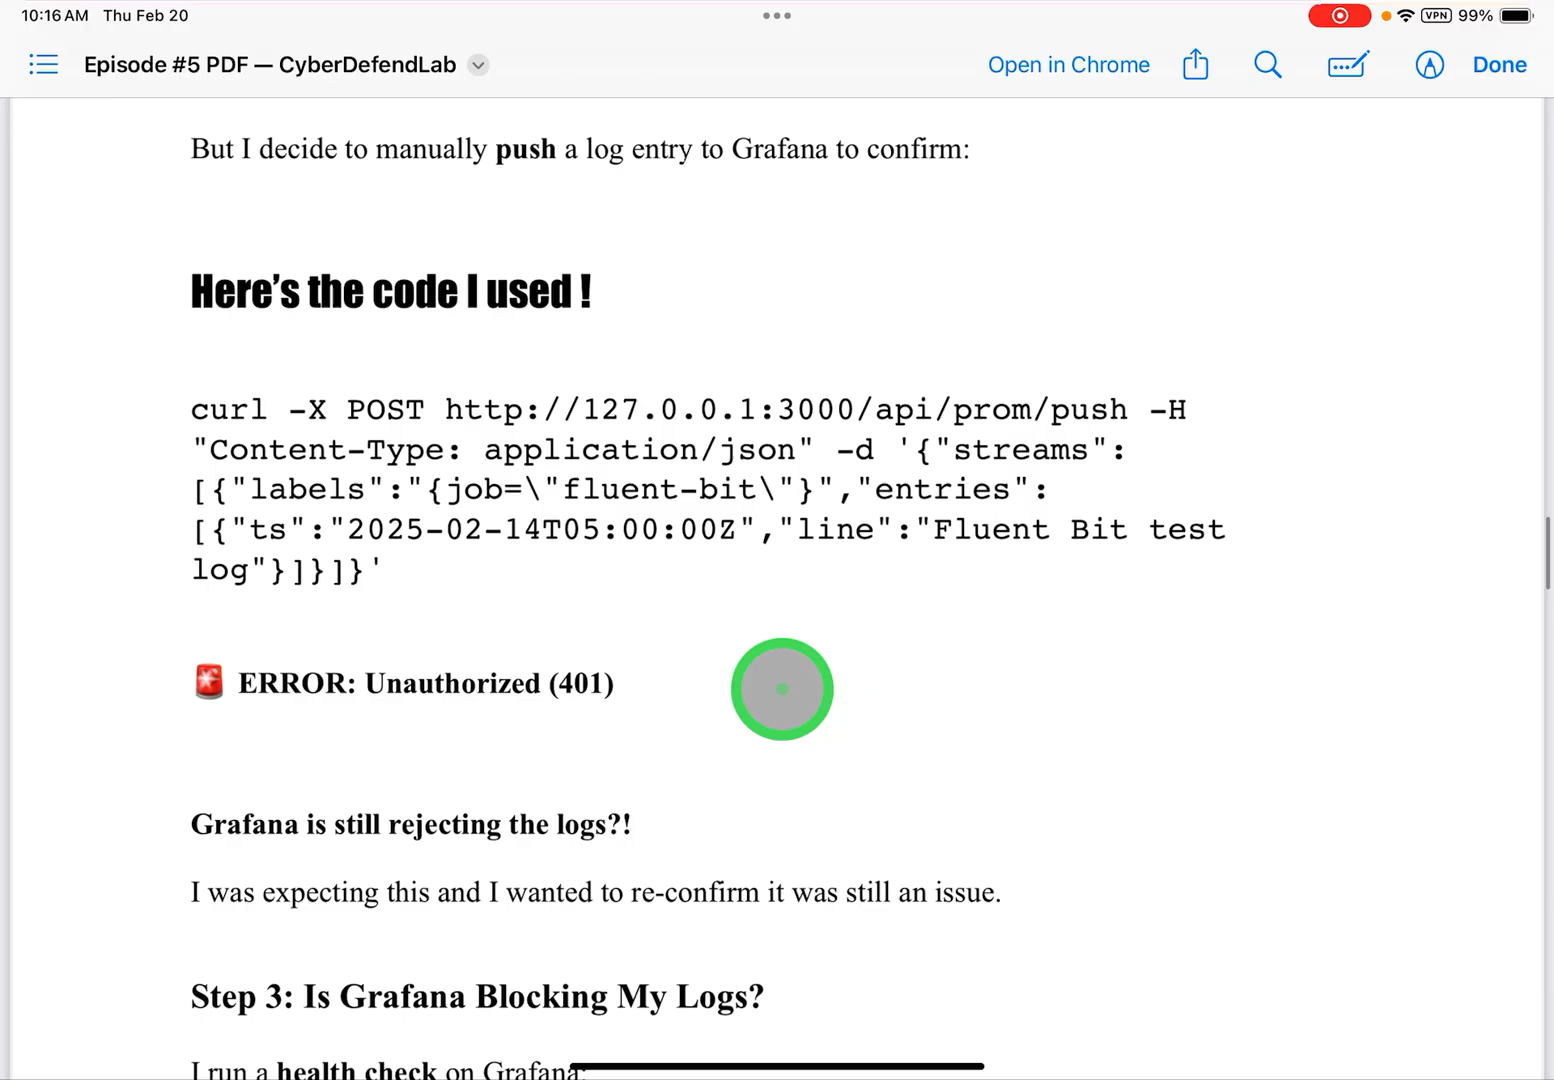 10:16 AM Thu Feb 20
VPN 99%
Episode #5 PDF — CyberDefendLab
Open in Chrome
Done
But I decide to manually push a log entry to Grafana to confirm:
Here’s the code I used !
curl -X POST http://127.0.0.1:3000/api/prom/push -H
"Content-Type: application/json" -d '{"streams":
[{"labels":"{job=\"fluent-bit\"}","entries":
[{"ts":"2025-02-14T05:00:00Z","line":"Fluent Bit test
log"}]}]}'
🚨 ERROR: Unauthorized (401)
Grafana is still rejecting the logs?!
I was expecting this and I wanted to re-confirm it was still an issue.
Step 3: Is Grafana Blocking My Logs?
I run a health check on Grafana: